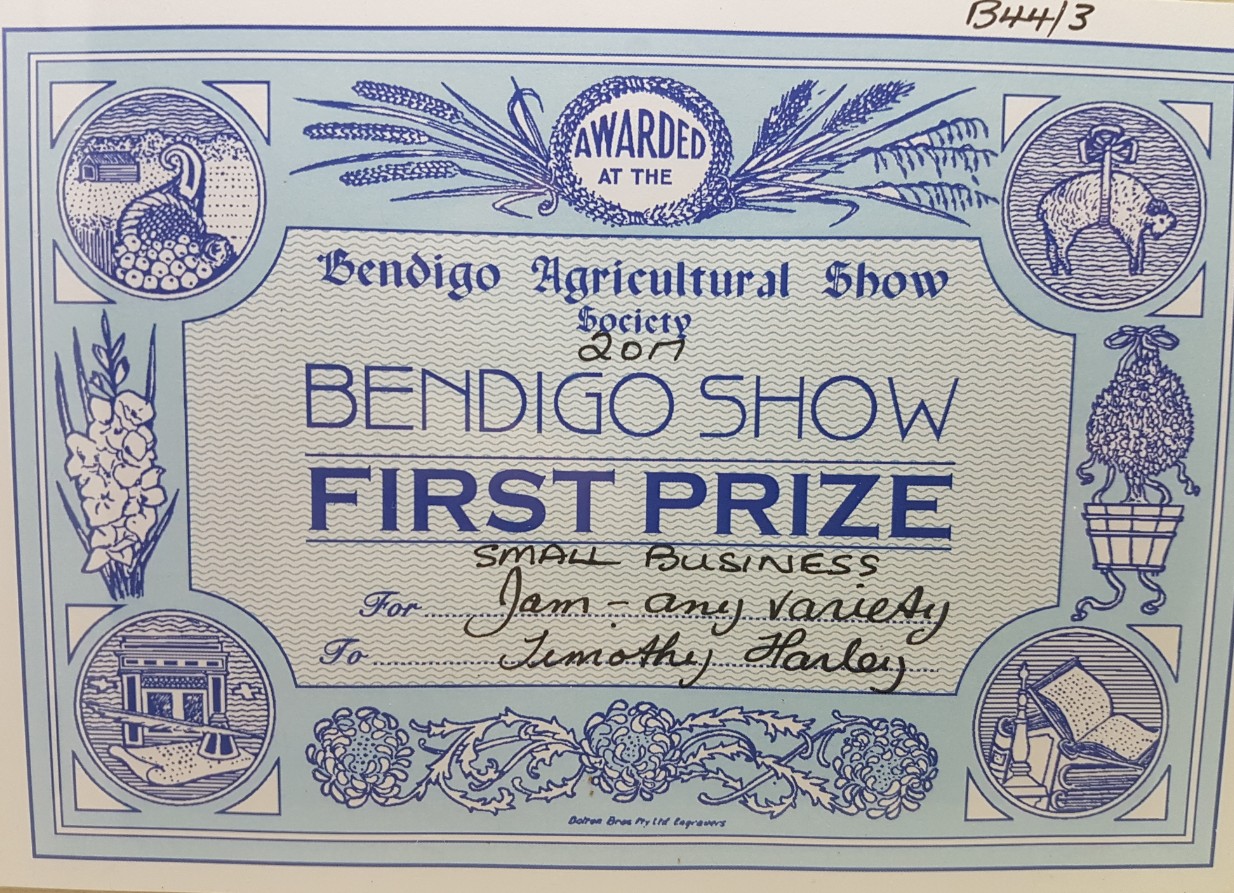 B44/3
AWARDED
AT THE
Bendigo Agricultural Show
Society
2017
BENDIGO SHOW
FIRST PRIZE
SMALL BUSINESS
For Jam - any variety
To Timothy Harley
Bolton Bros Pty Ltd Engravers